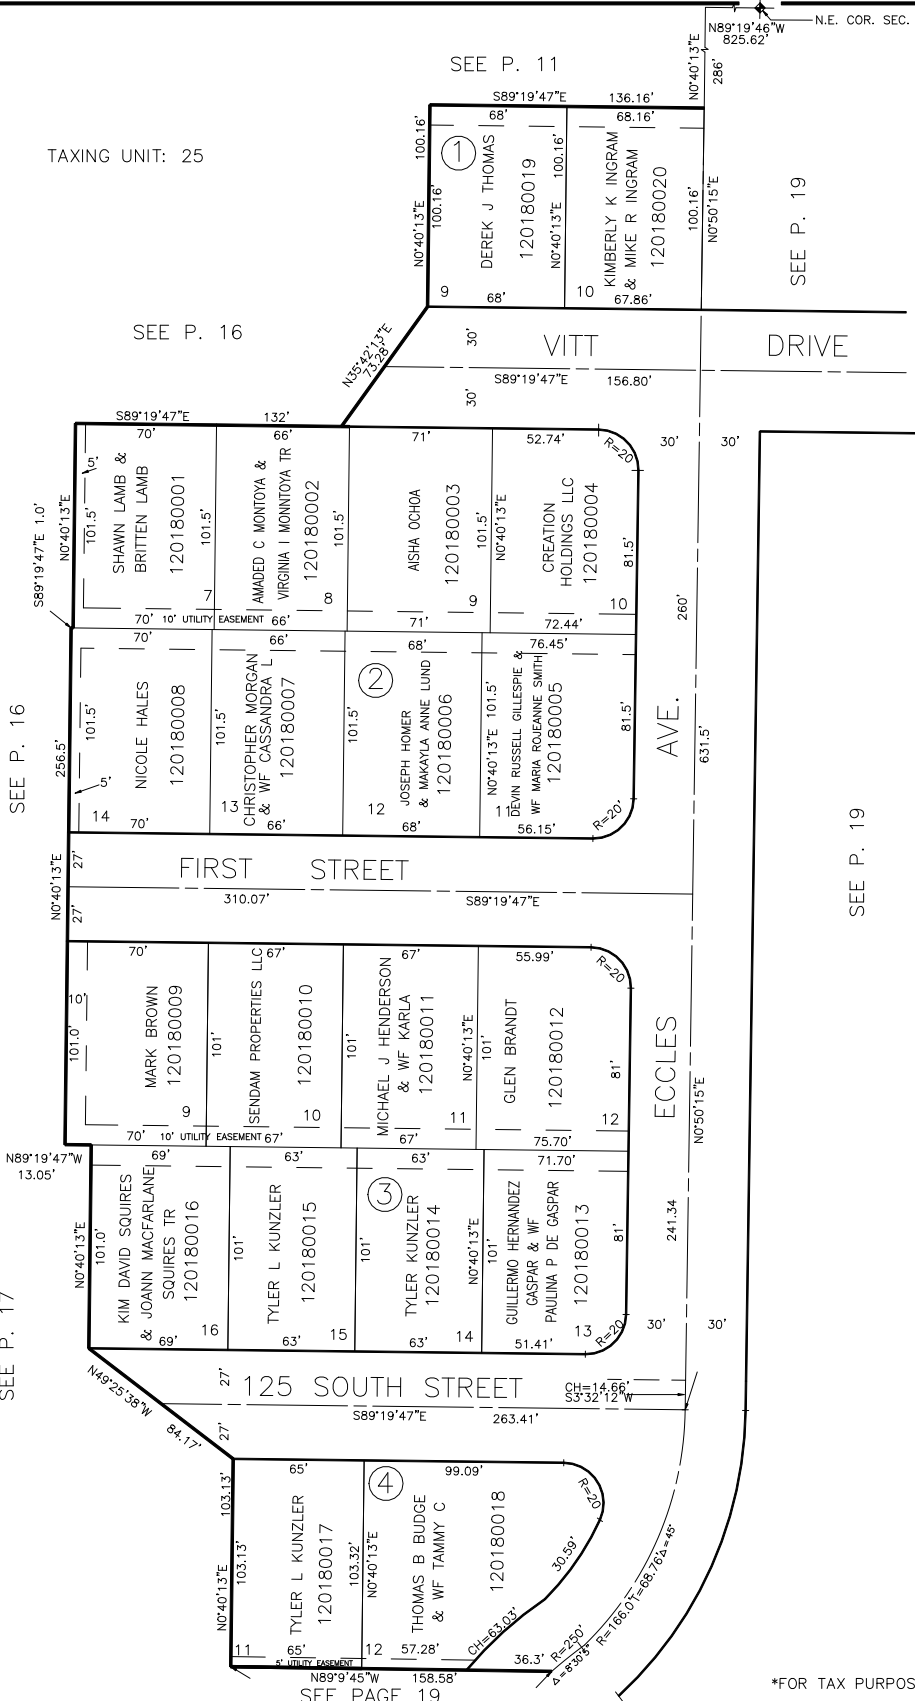 N.E. COR. SEC.
N89°19'46"W
825.62'
N0°40'13"E
286'
SEE P. 11
S89°19'47"E 136.16'
TAXING UNIT: 25
68'
68.16'
1
100.16'
100.16'
N0°40'13"E
DEREK J THOMAS
120180019
100.16'
N0°40'13"E
KIMBERLY K INGRAM
& MIKE R INGRAM
120180020
100.16'
N0°50'15"E
SEE P. 19
9
68'
10
67.86'
SEE P. 16
N35°42'13"E
73.28'
30'
VITT DRIVE
S89°19'47"E 156.80'
30'
S89°19'47"E 132'
70'
66'
71'
52.74'
R=20
30'
30'
5'
N0°40'13"E
101.5'
SHAWN LAMB &
BRITTEN LAMB
120180001
101.5'
7
AMADED C MONTOYA &
VIRGINIA I MONNTOYA TR
120180002
101.5'
8
AISHA OCHOA
120180003
101.5'
9
N0°40'13"E
CREATION
HOLDINGS LLC
120180004
81.5'
10
S89°19'47"E 1.0'
70' 10' UTILITY EASEMENT 66'
71'
72.44'
260'
70'
66'
68'
76.45'
2
SEE P. 16
256.5'
101.5'
5'
NICOLE HALES
120180008
14
101.5'
CHRISTOPHER MORGAN
& WF CASSANDRA L
120180007
13
101.5'
JOSEPH HOMER
& MAKAYLA ANNE LUND
120180006
12
N0°40'13"E 101.5'
DEVIN RUSSELL GILLESPIE &
WF MARIA ROJEANNE SMITH
120180005
11
81.5'
AVE.
631.5'
70'
66'
68'
56.15'
R=20'
N0°40'13"E
27'
FIRST STREET
310.07'
S89°19'47"E
27'
SEE P. 19
70'
67'
67'
55.99'
R=20
10'
101.0'
MARK BROWN
120180009
9
101'
SENDAM PROPERTIES LLC
120180010
10
101'
MICHAEL J HENDERSON
& WF KARLA
120180011
11
N0°40'13"E
101'
GLEN BRANDT
120180012
12
81'
ECCLES
N0°50'15"E
70' 10' UTILITY EASEMENT 67'
67'
75.70'
N89°19'47"W
13.05'
69'
63'
63'
71.70'
3
N0°40'13"E
101.0'
KIM DAVID SQUIRES
& JOANN MACFARLANE
SQUIRES TR
120180016
16
101'
TYLER L KUNZLER
120180015
15
101'
TYLER KUNZLER
120180014
14
N0°40'13"E
101'
GUILLERMO HERNANDEZ
GASPAR & WF
PAULINA P DE GASPAR
120180013
13
81'
241.34
SEE P. 17
69'
63'
63'
51.41'
R=20
30'
30'
N49°25'38"W
84.17'
27'
125 SOUTH STREET
CH=14.66'
S3°32'12"W
S89°19'47"E 263.41'
27'
65'
99.09'
4
R=20
103.13'
103.13'
N0°40'13"E
TYLER L KUNZLER
120180017
11
103.32'
N0°40'13"E
THOMAS B BUDGE
& WF TAMMY C
120180018
12
30.59'
CH=63.03'
R=250'
Δ=8°30'5"
R=166.0' T=68.76' Δ=45°
65'
57.28'
36.3'
5' UTILITY EASEMENT
N89°9'45"W 158.58'
SEE PAGE 19
*FOR TAX PURPOS